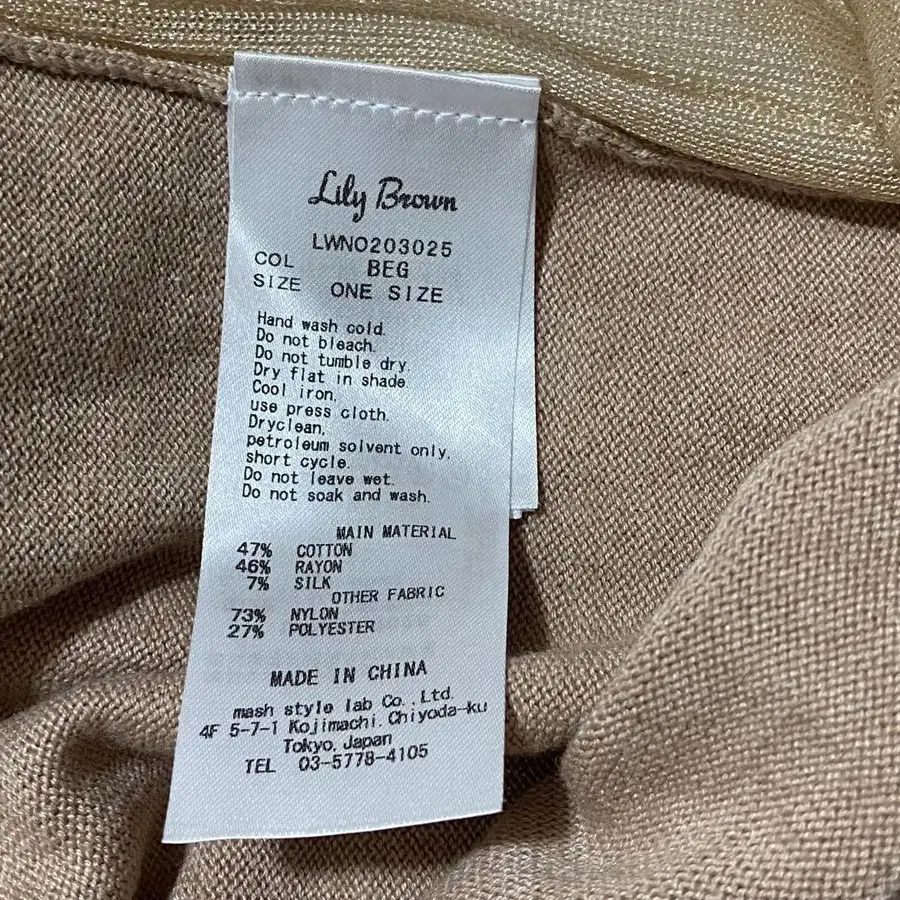 Lily Brown
LWNO203025
COL BEG
SIZE ONE SIZE
Hand wash cold.
Do not bleach.
Do not tumble dry.
Dry flat in shade.
Cool iron.
use press cloth.
Dryclean.
petroleum solvent only.
short cycle.
Do not leave wet.
Do not soak and wash.
MAIN MATERIAL
47% COTTON
46% RAYON
7% SILK
OTHER FABRIC
73% NYLON
27% POLYESTER
MADE IN CHINA
mash style lab Co., Ltd.
4F 5-7-1 Kojimachi, Chiyoda-ku
Tokyo, Japan
TEL 03-5778-4105